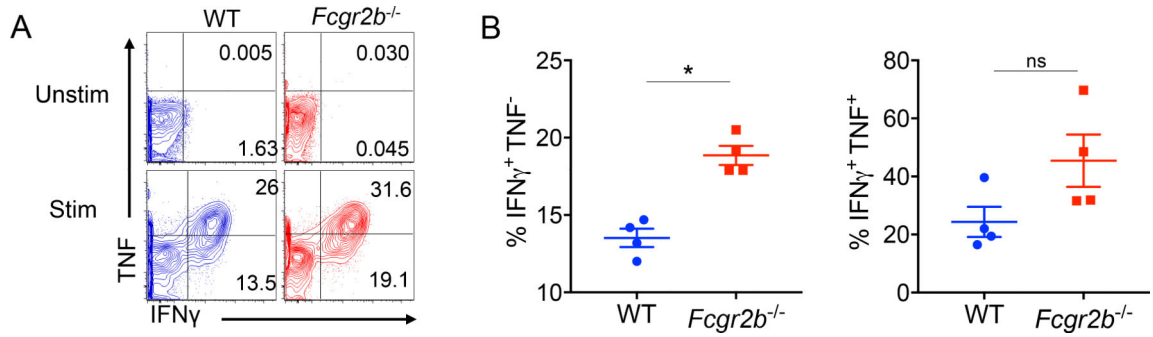 A
WT Fcgr2b-/-
Unstim
0.005 0.030
1.63 0.045
Stim
26 31.6
13.5 19.1
TNF
IFNγ
B
% IFNγ+ TNF-
25
20
15
10
*
WT Fcgr2b-/-
% IFNγ+ TNF+
80
60
40
20
0
ns
WT Fcgr2b-/-